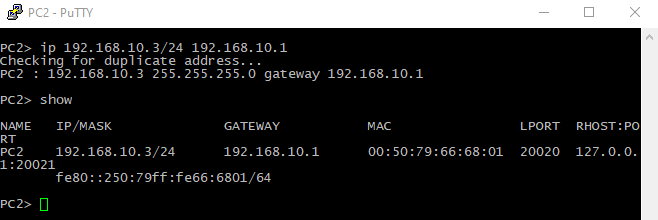 PC2 - PuTTY
PC2> ip 192.168.10.3/24 192.168.10.1
Checking for duplicate address...
PC2 : 192.168.10.3 255.255.255.0 gateway 192.168.10.1
PC2> show
NAME   IP/MASK              GATEWAY           MAC                LPORT  RHOST:PO
RT
PC2    192.168.10.3/24      192.168.10.1      00:50:79:66:68:01  20020  127.0.0.
1:20021
       fe80::250:79ff:fe66:6801/64
PC2>